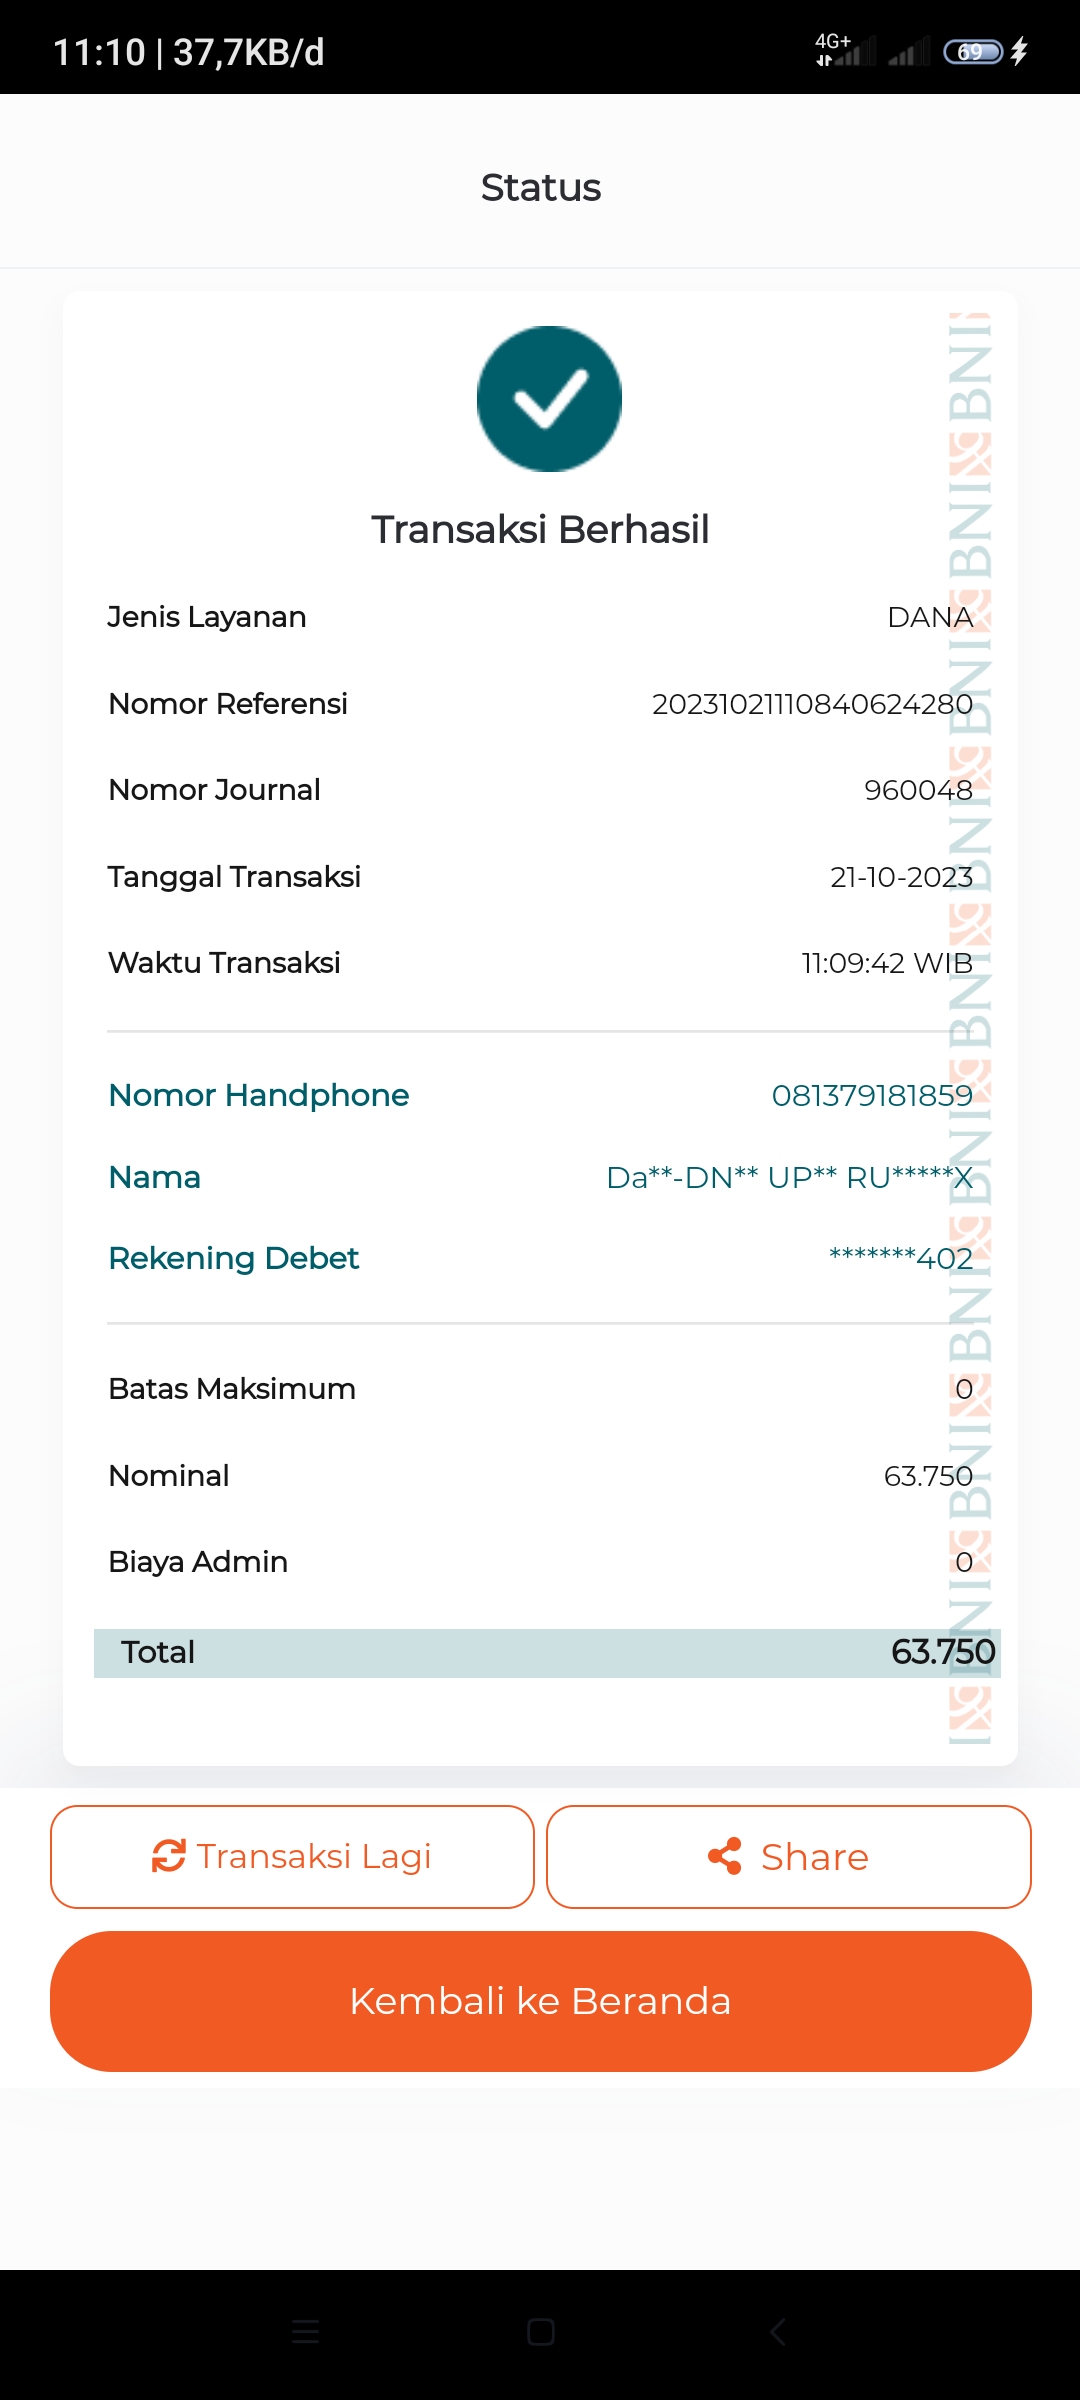 11:10 | 37,7KB/d 4G+ 69
Status
Transaksi Berhasil
Jenis Layanan DANA
Nomor Referensi 20231021110840624280
Nomor Journal 960048
Tanggal Transaksi 21-10-2023
Waktu Transaksi 11:09:42 WIB
Nomor Handphone 081379181859
Nama Da**-DN** UP** RU*****X
Rekening Debet *******402
Batas Maksimum 0
Nominal 63.750
Biaya Admin 0
Total 63.750
BNI BNI BNI BNI BNI BNI BNI BNI BNI
Transaksi Lagi
Share
Kembali ke Beranda